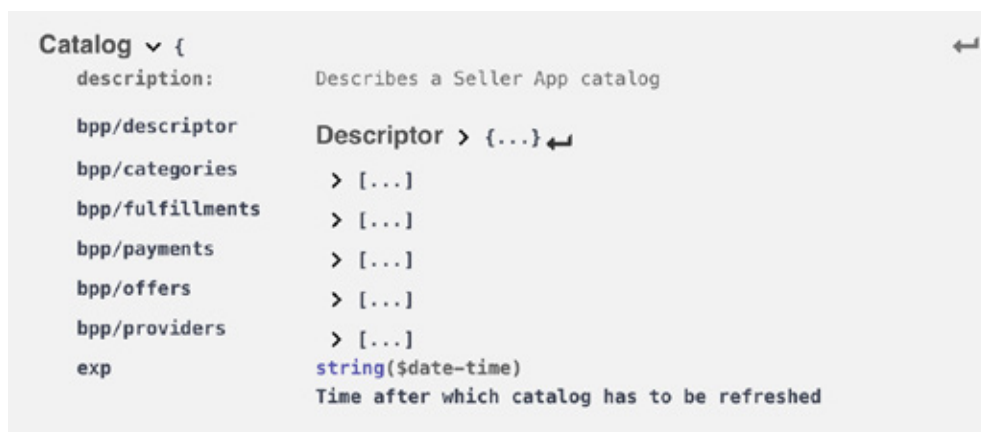 Catalog {
description: Describes a Seller App catalog
bpp/descriptor Descriptor > {...}
bpp/categories > [...]
bpp/fulfillments > [...]
bpp/payments > [...]
bpp/offers > [...]
bpp/providers > [...]
exp string($date-time)
Time after which catalog has to be refreshed